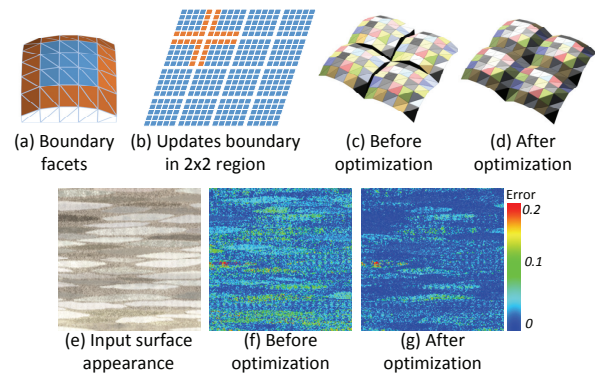 (a) Boundary
facets
(b) Updates boundary
in 2x2 region
(c) Before
optimization
(d) After
optimization
Error
0.2
0.1
0
(e) Input surface
appearance
(f) Before
optimization
(g) After
optimization